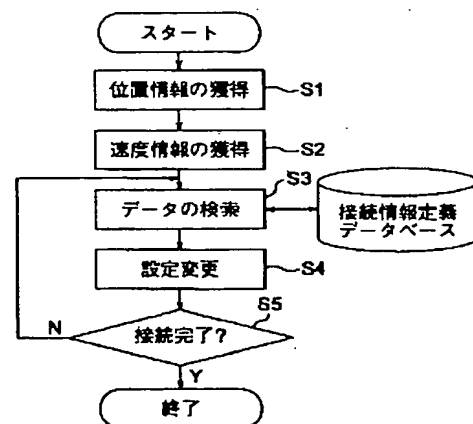 スタート
位置情報の獲得
S1
速度情報の獲得
S2
S3
データの検索
接続情報定義
データベース
設定変更
S4
S5
接続完了?
N
Y
終了